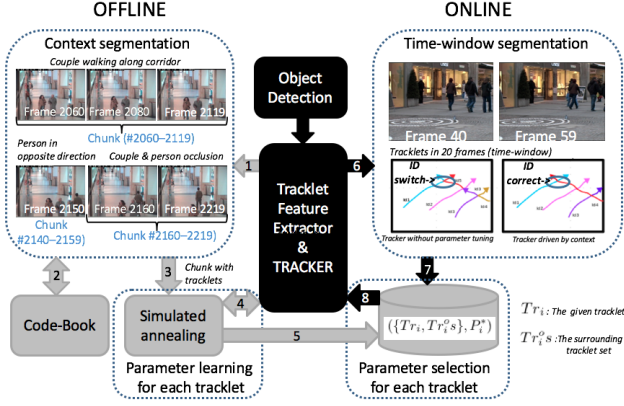 OFFLINE
ONLINE
Context segmentation
Couple walking along corridor
Frame 2060
Frame 2080
Frame 2119
Chunk (#2060–2119)
Person in
opposite direction
Couple & person occlusion
Frame 2150
Frame 2160
Frame 2219
Chunk
#2140–2159)
Chunk #2160–2219)
Object
Detection
Tracklet
Feature
Extractor
&
TRACKER
Time-window segmentation
Frame 40
Frame 59
Tracklets in 20 frames (time-window)
ID
switch->
ID
correct->
Tracker without parameter tuning
Tracker driven by context
1
6
2
3
Chunk with
tracklets
4
8
7
5
Code-Book
Simulated
annealing
Parameter learning
for each tracklet
({Tr_i, Tr_i^o s}, P_i^*)
Parameter selection
for each tracklet
Tr_i : The given tracklet
Tr_i^o s :The surrounding
tracklet set